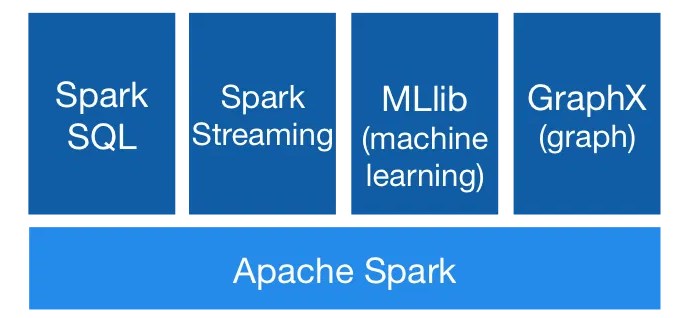 Spark
SQL
Spark
Streaming
MLlib
(machine
learning)
GraphX
(graph)
Apache Spark